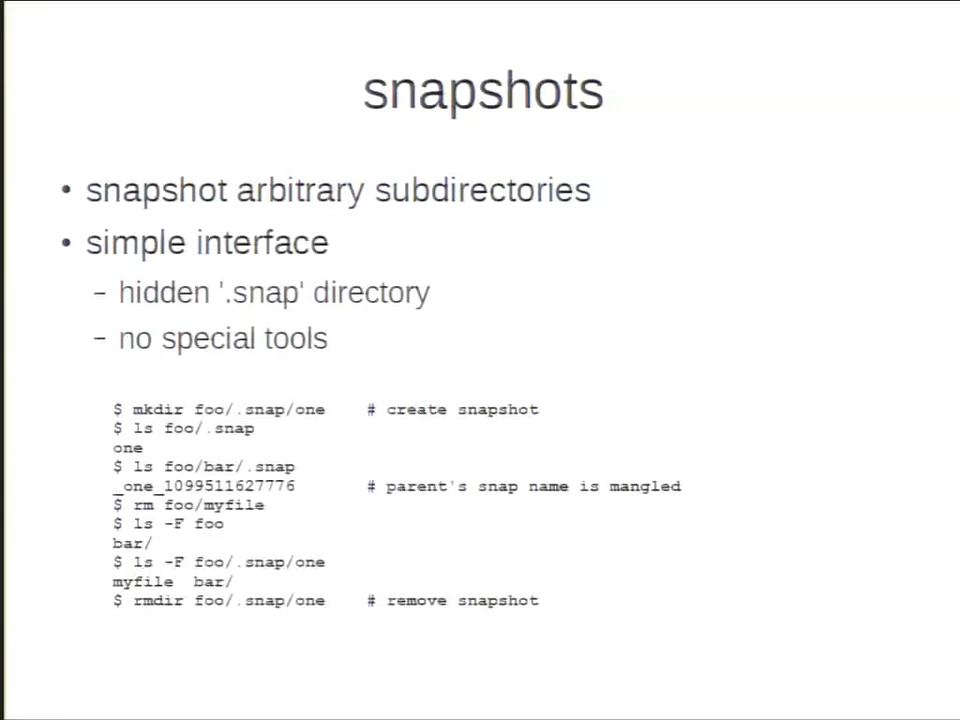 snapshots
• snapshot arbitrary subdirectories
• simple interface
– hidden '.snap' directory
– no special tools
$ mkdir foo/.snap/one # create snapshot
$ ls foo/.snap
one
$ ls foo/bar/.snap
_one_1099511627776 # parent's snap name is mangled
$ rm foo/myfile
$ ls -F foo
bar/
$ ls -F foo/.snap/one
myfile bar/
$ rmdir foo/.snap/one # remove snapshot